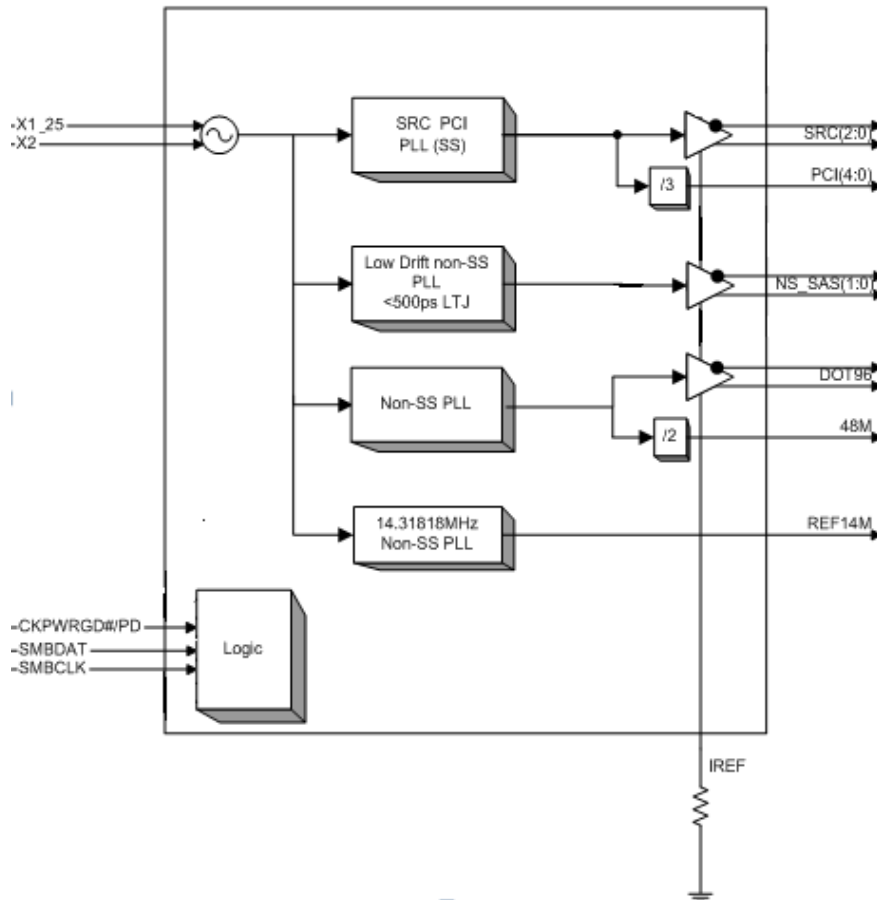 X1_25
X2
SRC PCI
PLL (SS)
SRC(2:0)
/3
PCI(4:0)
Low Drift non-SS
PLL
<500ps LTJ
NS_SAS(1:0)
Non-SS PLL
DOT96
/2
48M
14.31818MHz
Non-SS PLL
REF14M
CKPWRGD#/PD
SMBDAT
SMBCLK
Logic
IREF